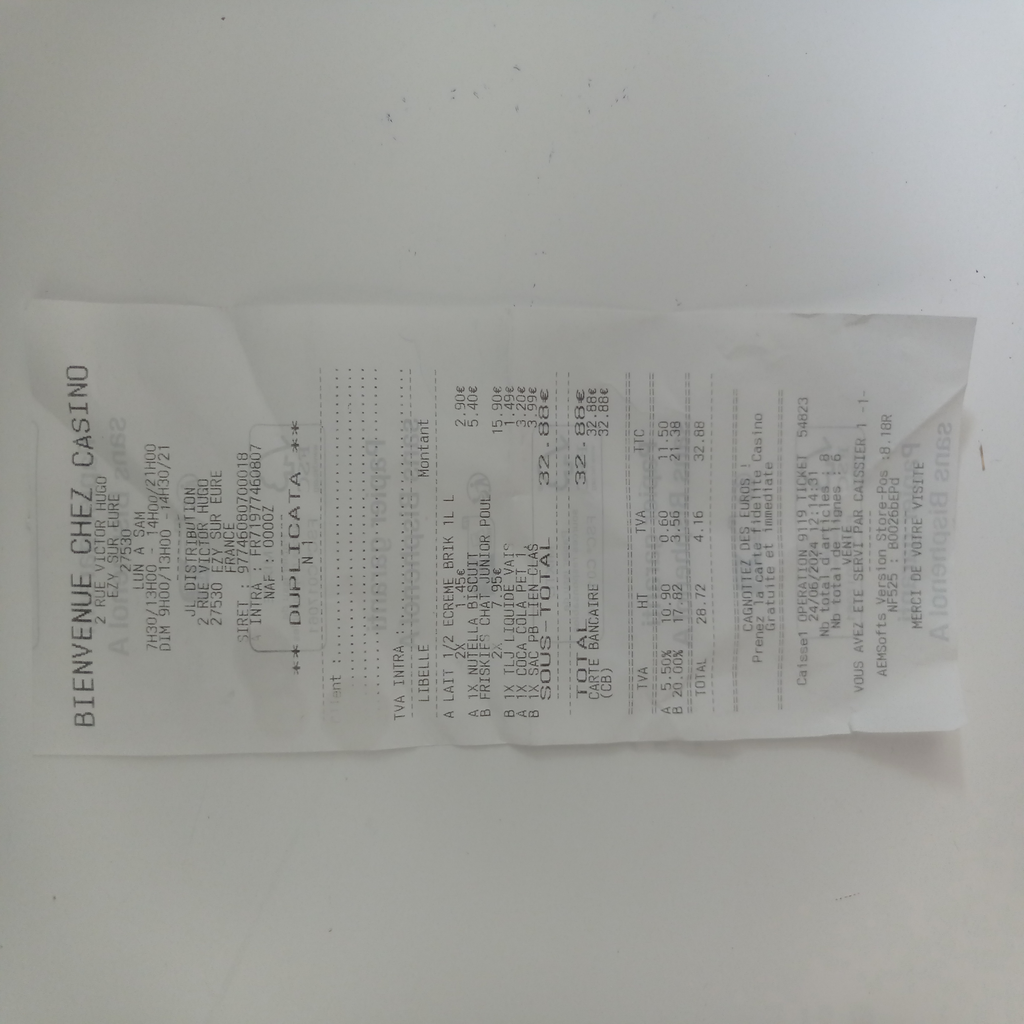 BIENVENUE CHEZ CASINO
2 RUE VICTOR HUGO
EZY SUR EURE
27530
LUN A SAM
7H30/13H00 - 14H00/21H00
DIM 9H00/13H00 -14H30/21
JL DISTRIBUTION
2 RUE VICTOR HUGO
27530 EZY SUR EURE
FRANCE
SIRET : 97746080700018
INTRA : FR71977460807
NAF : 0000Z
** DUPLICATA **
N 1
TVA INTRA :
LIBELLE Montant
A LAIT 1/2 ECREME BRIK 1L L
2X 1.45€ 2.90€
A 1X NUTELLA BISCUIT 5.40€
B FRISKIES CHAT JUNIOR POUL
2X 7.95€ 15.90€
B 1X TLJ LIQUIDE VAIS 1.49€
A 1X COCA COLA PET 3.20€
B 1X SAC PB LIEN CLAS 3.99€
SOUS-TOTAL 32.88€
TOTAL 32.88€
CARTE BANCAIRE 32.88€
(CB) 32.88€
TVA HT TVA TTC
A 5.50% 10.90 0.60 11.50
B 20.00% 17.82 3.56 21.38
TOTAL 28.72 4.16 32.88
CAGNOTTEZ DES EUROS !
Prenez la Carte fidelite Casino
Gratuite et immediate
Caisse1 OPERATION 9119 TICKET 54823
24/06/2024 12:14:31
Nb total d'articles : 8
Nb total de lignes : 6
VENTE
VOUS AVEZ ETE SERVI PAR CAISSIER 1 -1-
AEMSofts Version Store-Pos :8.18R
NF525 : B0026bEPd
MERCI DE VOTRE VISITE